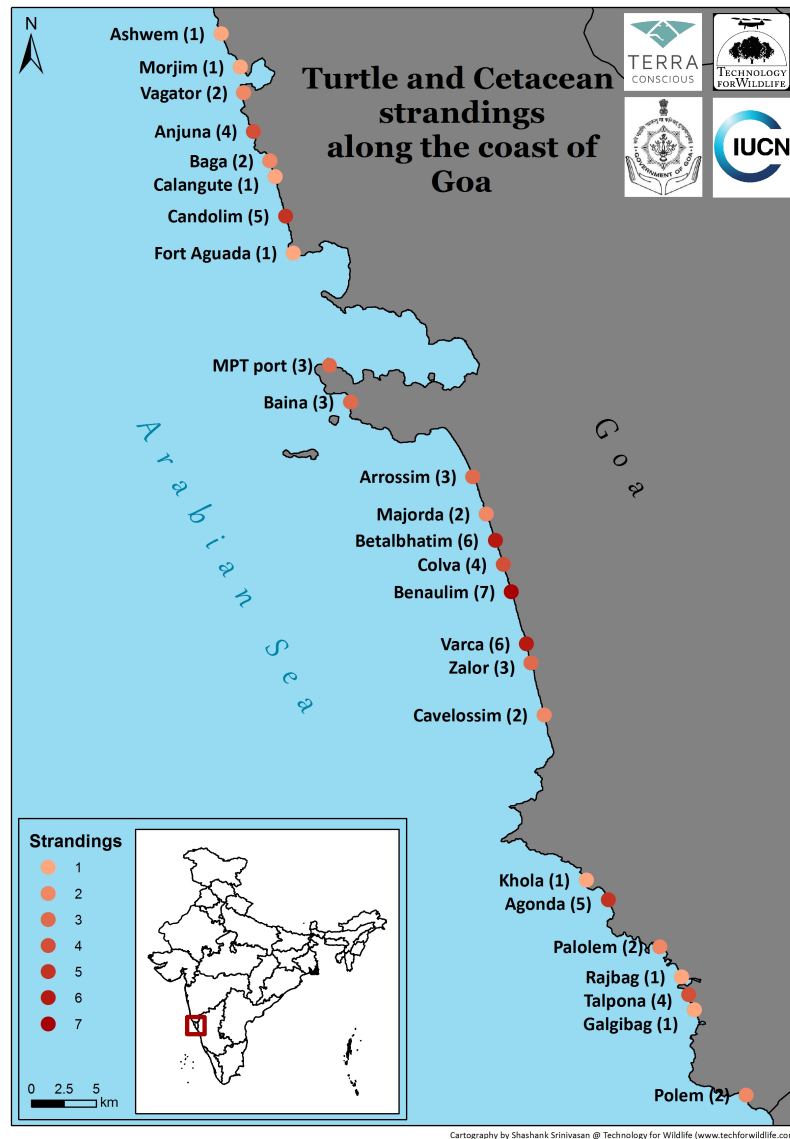 N
Turtle and Cetacean
strandings
along the coast of
Goa
TERRA
CONSCIOUS
TECHNOLOGY
FOR WILDLIFE
GOVERNMENT OF GOA
IUCN
Ashwem (1)
Morjim (1)
Vagator (2)
Anjuna (4)
Baga (2)
Calangute (1)
Candolim (5)
Fort Aguada (1)
MPT port (3)
Baina (3)
Arrossim (3)
Majorda (2)
Betalbhatim (6)
Colva (4)
Benaulim (7)
Varca (6)
Zalor (3)
Cavelossim (2)
Khola (1)
Agonda (5)
Palolem (2)
Rajbag (1)
Talpona (4)
Galgibag (1)
Polem (2)
Arabian Sea
Goa
Strandings
1
2
3
4
5
6
7
0 2.5 5
km
Cartography by Shashank Srinivasan @ Technology for Wildlife (www.techforwildlife.com